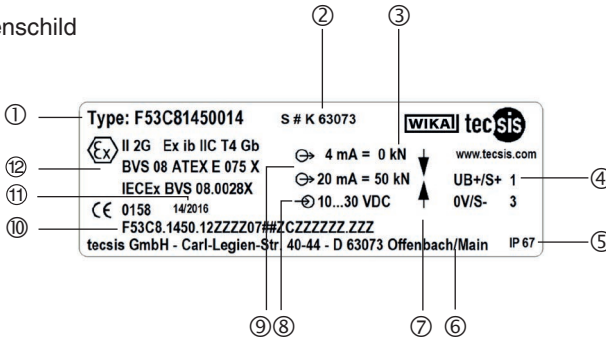 enschild
② ③
① Type: F53C81450014 S # K 63073 WIKAI tecsis
Ex II 2G Ex ib IIC T4 Gb 4 mA = 0 kN www.tecsis.com
⑫ BVS 08 ATEX E 075 X 20 mA = 50 kN UB+/S+ 1 ④
IECEx BVS 08.0028X 10...30 VDC 0V/S- 3
⑪
CE 0158 14/2016
⑩ F53C8.1450.12ZZZZ07##ZCZZZZZZ.ZZZ
tecsis GmbH - Carl-Legien-Str. 40-44 - D 63073 Offenbach/Main IP 67 ⑤
⑨ ⑧ ⑦ ⑥